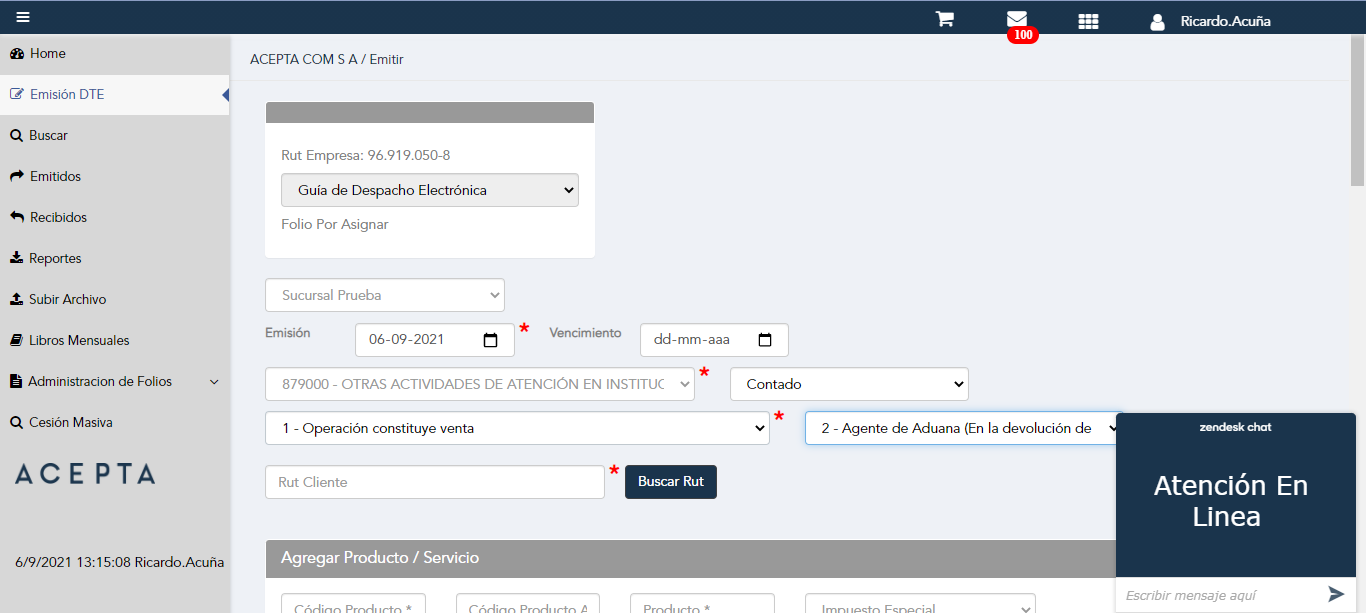 100
Ricardo.Acuña
Home
Emisión DTE
Buscar
Emitidos
Recibidos
Reportes
Subir Archivo
Libros Mensuales
Administracion de Folios
Cesión Masiva
ACEPTA
6/9/2021 13:15:08 Ricardo.Acuña
ACEPTA COM S A / Emitir
Rut Empresa: 96.919.050-8
Guía de Despacho Electrónica
Folio Por Asignar
Sucursal Prueba
Emisión 06-09-2021 * Vencimiento dd-mm-aaa
879000 - OTRAS ACTIVIDADES DE ATENCIÓN EN INSTITUC * Contado
1 - Operación constituye venta * 2 - Agente de Aduana (En la devolución de
Rut Cliente * Buscar Rut
Agregar Producto / Servicio
Código Producto * Código Producto A Producto * Impuesto Especial
zendesk chat
Atención En
Linea
Escribir mensaje aquí